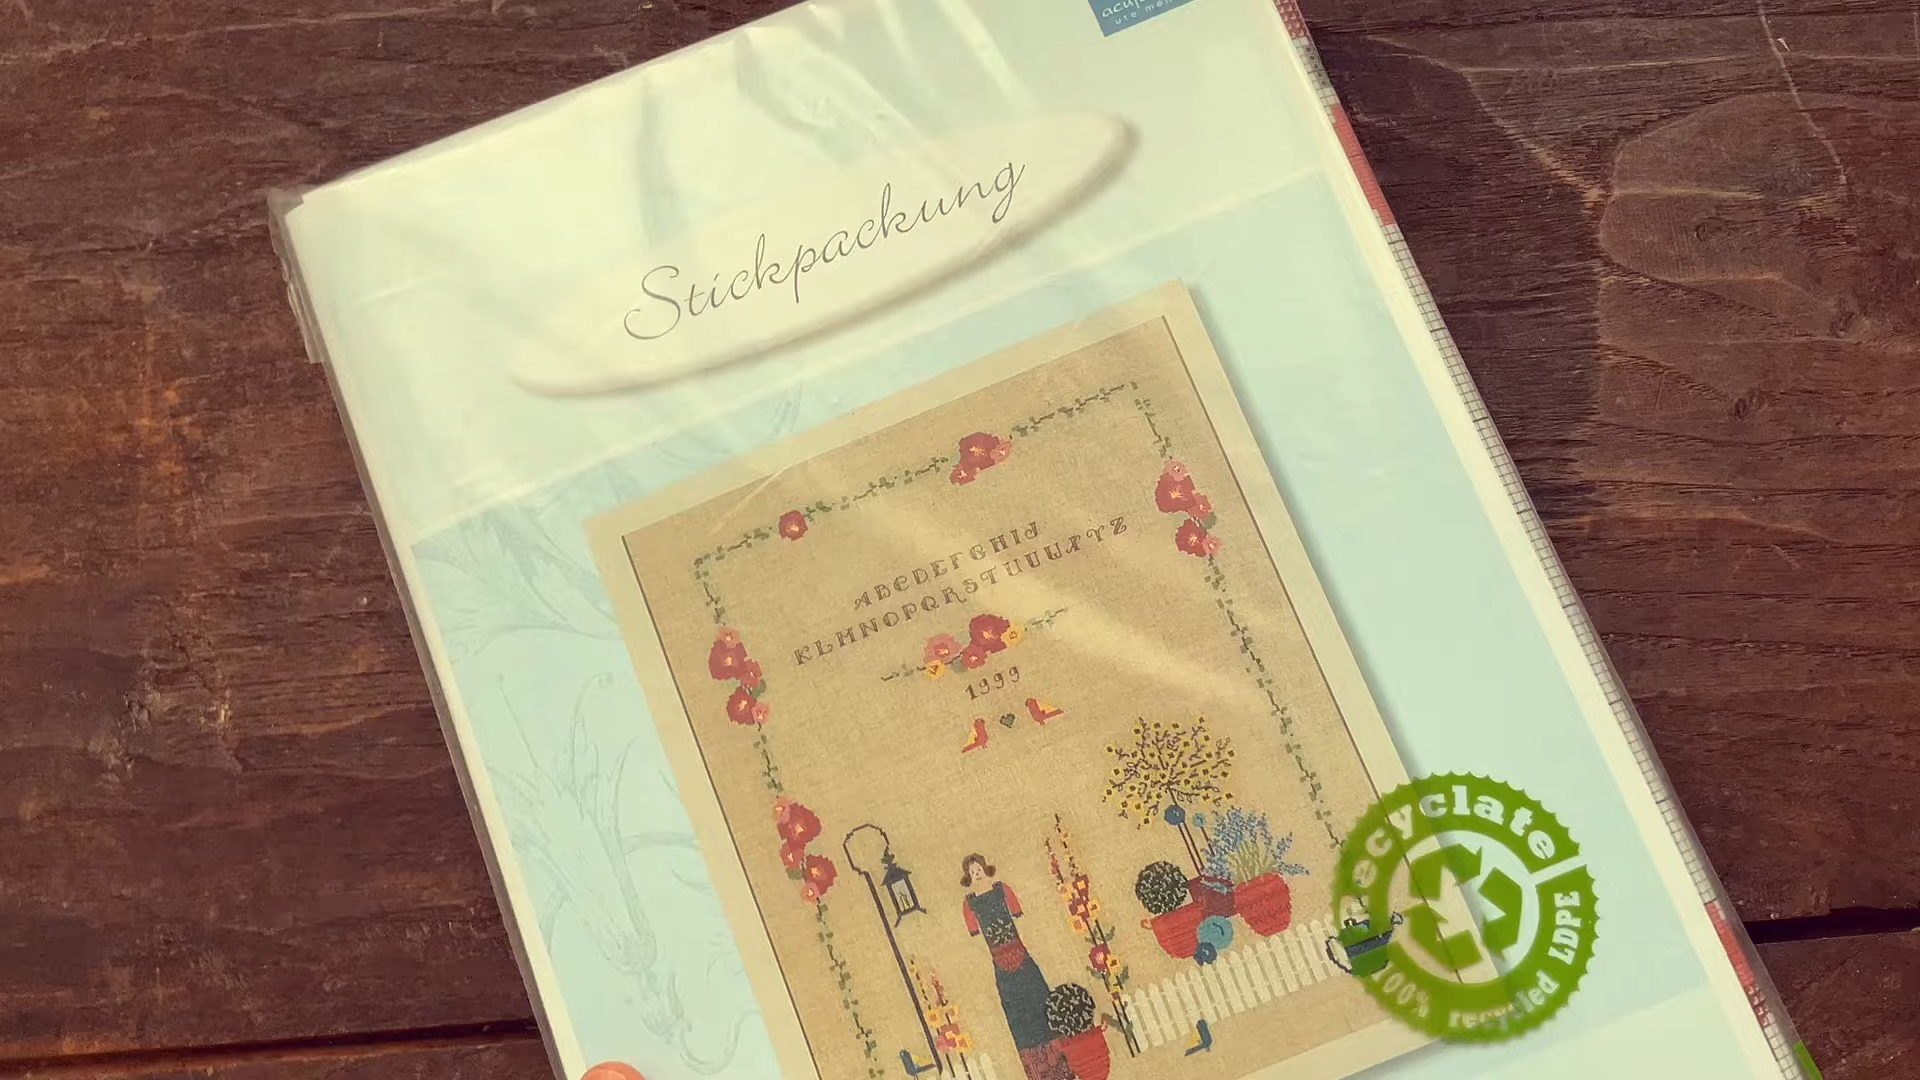 Stickpackung
ABCDEFGHIJ
KLMNOPQRSTUVWXYZ
1999
Recyclate
LDPE
100% recycled